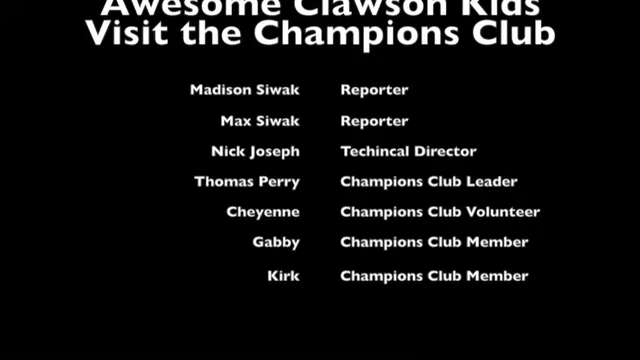 Awesome Clawson Kids
Visit the Champions Club
Madison Siwak Reporter
Max Siwak Reporter
Nick Joseph Techincal Director
Thomas Perry Champions Club Leader
Cheyenne Champions Club Volunteer
Gabby Champions Club Member
Kirk Champions Club Member